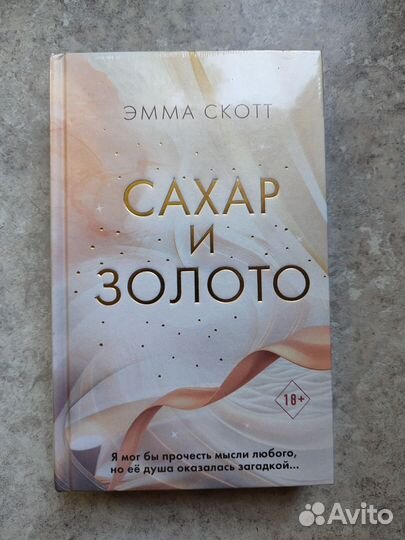 ЭММА СКОТТ
САХАР
И
ЗОЛОТО
18+
Я мог бы прочесть мысли любого,
но её душа оказалась загадкой...
Avito